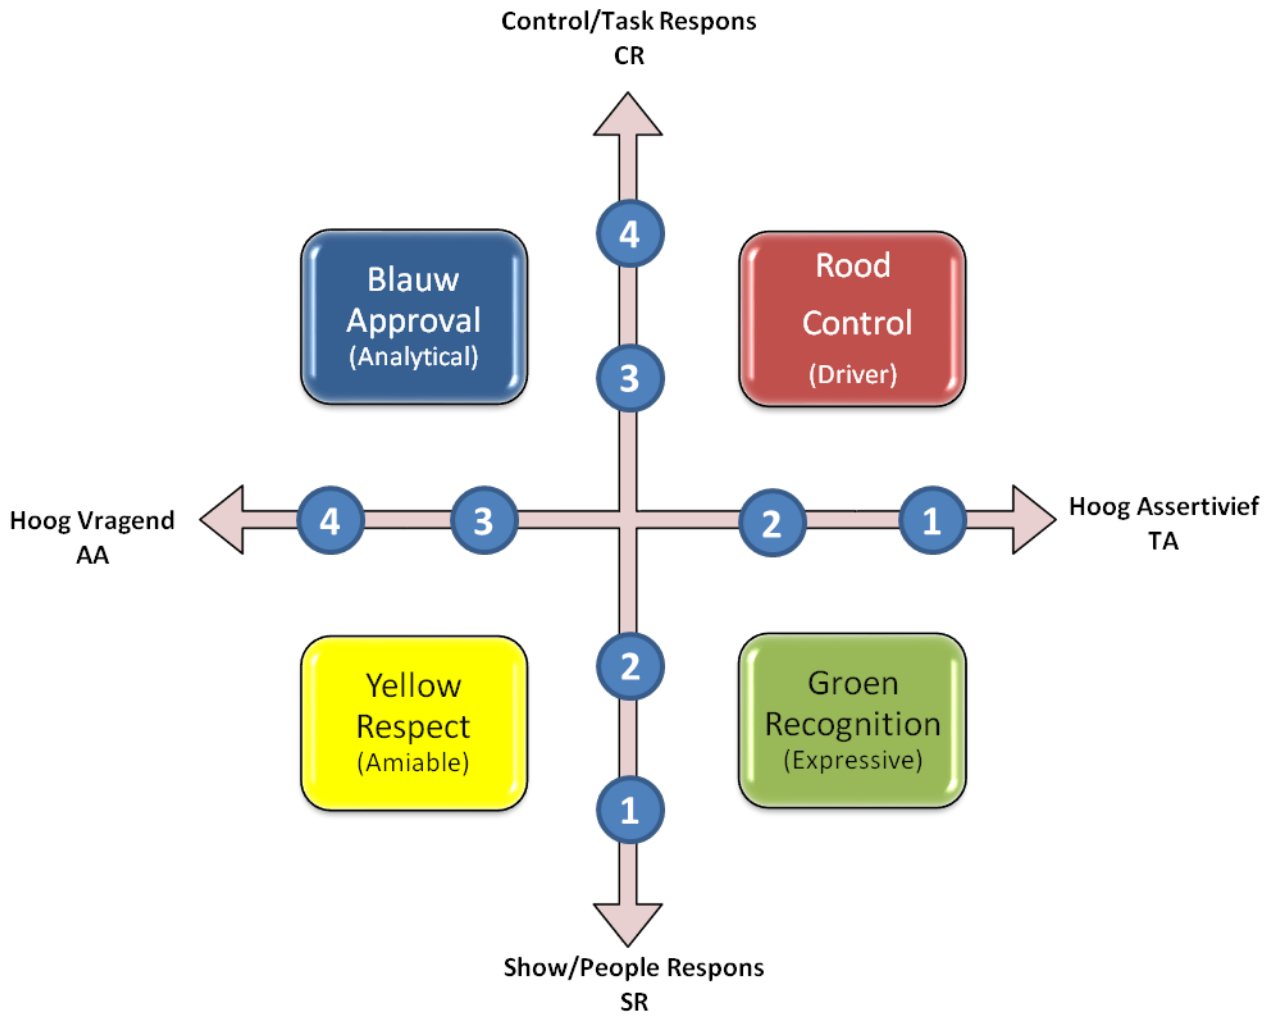 Control/Task Respons
CR
4
Blauw
Approval
(Analytical)
Rood
Control
(Driver)
3
Hoog Vragend
AA
4
3
2
1
Hoog Assertivief
TA
2
Yellow
Respect
(Amiable)
Groen
Recognition
(Expressive)
1
Show/People Respons
SR